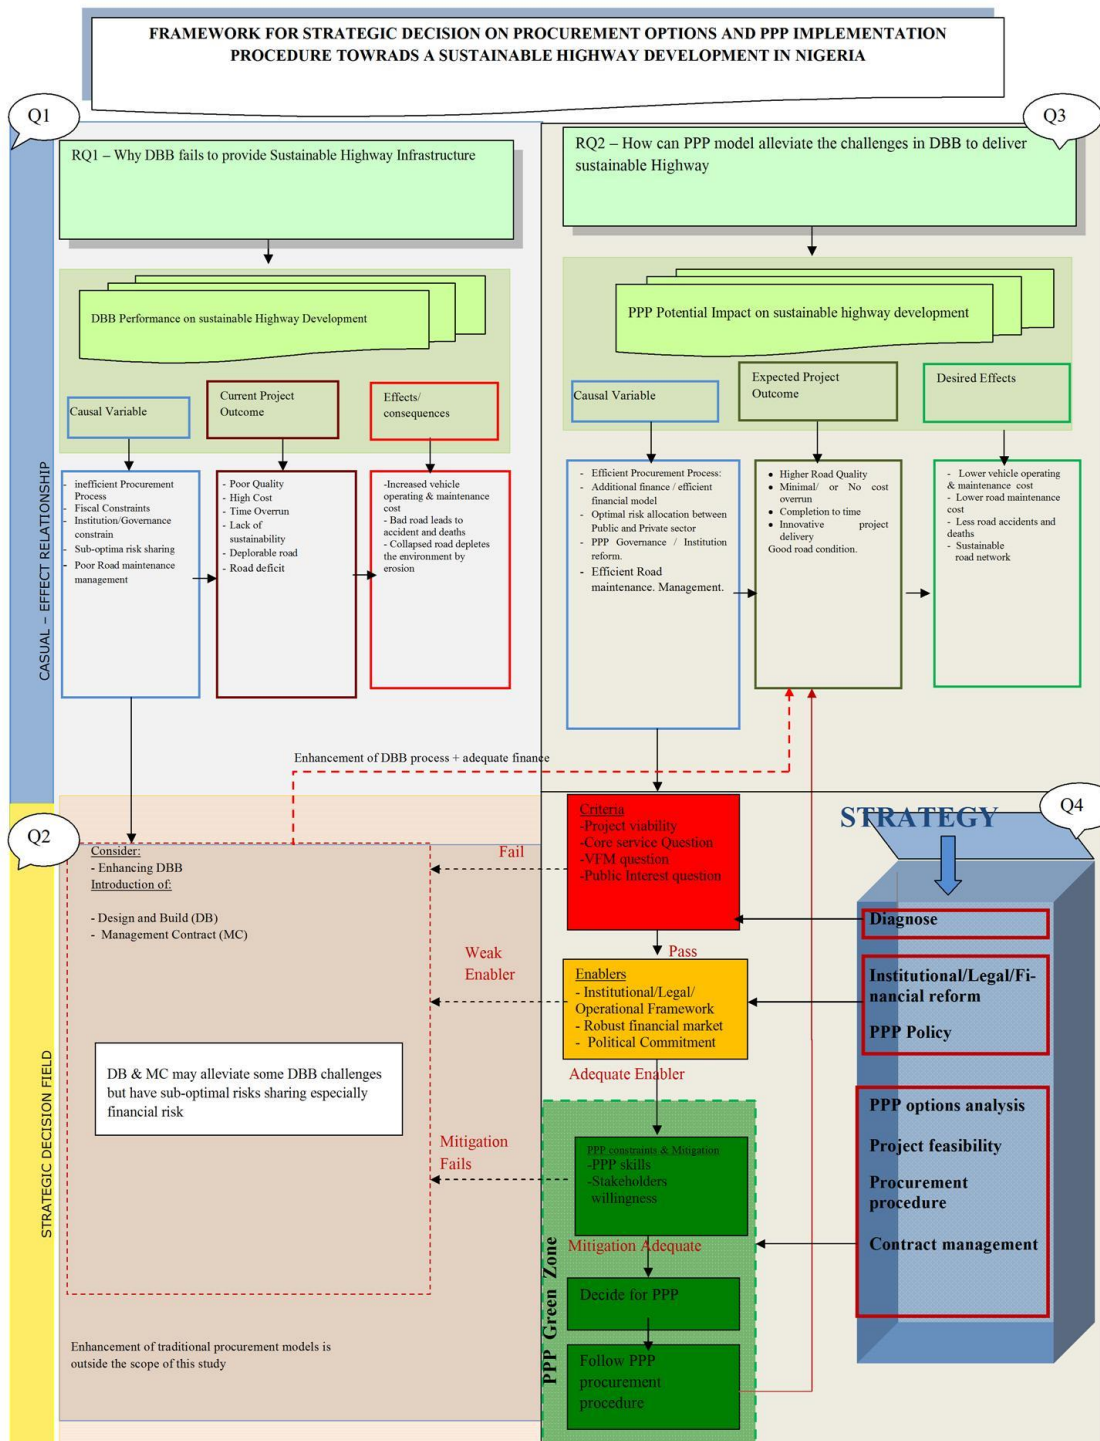 FRAMEWORK FOR STRATEGIC DECISION ON PROCUREMENT OPTIONS AND PPP IMPLEMENTATION
PROCEDURE TOWRADS A SUSTAINABLE HIGHWAY DEVELOPMENT IN NIGERIA
Q1
RQ1 – Why DBB fails to provide Sustainable Highway Infrastructure
DBB Performance on sustainable Highway Development
Causal Variable
Current Project
Outcome
Effects/
consequences
- inefficient Procurement
Process
- Fiscal Constraints
- Institution/Governance
constrain
- Sub-optima risk sharing
- Poor Road maintenance
management
- Poor Quality
- High Cost
- Time Overrun
- Lack of
sustainability
- Deplorable road
- Road deficit
-Increased vehicle
operating & maintenance
cost
- Bad road leads to
accident and deaths
- Collapsed road depletes
the environment by
erosion
CASUAL – EFFECT RELATIONSHIP
Q3
RQ2 – How can PPP model alleviate the challenges in DBB to deliver
sustainable Highway
PPP Potential Impact on sustainable highway development
Causal Variable
Expected Project
Outcome
Desired Effects
- Efficient Procurement Process:
- Additional finance / efficient
financial model
- Optimal risk allocation between
Public and Private sector
- PPP Governance / Institution
reform.
- Efficient Road
maintenance. Management.
● Higher Road Quality
● Minimal/ or No cost
overrun
● Completion to time
● Innovative project
delivery
Good road condition.
- Lower vehicle operating
& maintenance cost
- Lower road maintenance
cost
- Less road accidents and
deaths
- Sustainable
road network
Enhancement of DBB process + adequate finance
Q2
Consider:
- Enhancing DBB
Introduction of:
- Design and Build (DB)
- Management Contract (MC)
DB & MC may alleviate some DBB challenges
but have sub-optimal risks sharing especially
financial risk
Enhancement of traditional procurement models is
outside the scope of this study
STRATEGIC DECISION FIELD
Fail
Weak
Enabler
Mitigation
Fails
Criteria
-Project viability
-Core service Question
-VFM question
-Public Interest question
Pass
Enablers
- Institutional/Legal/
Operational Framework
- Robust financial market
- Political Commitment
Adequate Enabler
PPP constraints & Mitigation
-PPP skills
-Stakeholders
willingness
Mitigation Adequate
Decide for PPP
Follow PPP
procurement
procedure
PPP Green Zone
Q4
STRATEGY
Diagnose
Institutional/Legal/Fi-
nancial reform
PPP Policy
PPP options analysis
Project feasibility
Procurement
procedure
Contract management